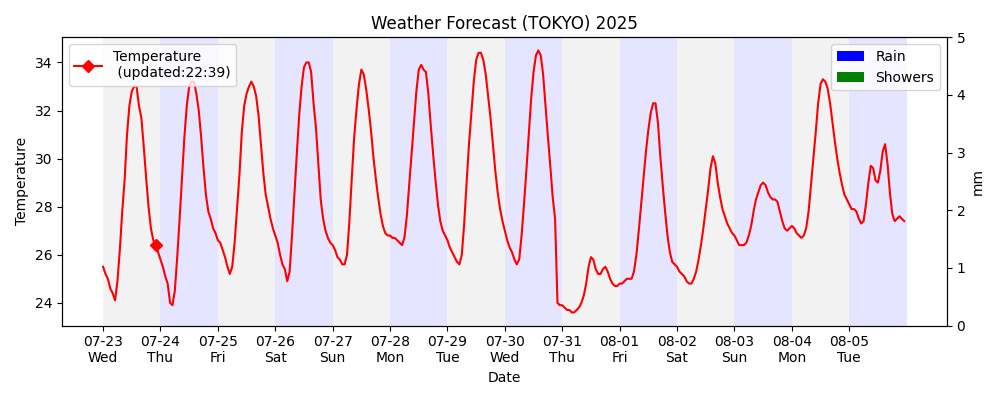 Weather Forecast (TOKYO) 2025
Temperature
(updated:22:39)
Rain
Showers
Temperature
34
32
30
28
26
24
5
4
3
2
1
0
mm
07-23 07-24 07-25 07-26 07-27 07-28 07-29 07-30 07-31 08-01 08-02 08-03 08-04 08-05
Wed Thu Fri Sat Sun Mon Tue Wed Thu Fri Sat Sun Mon Tue
Date